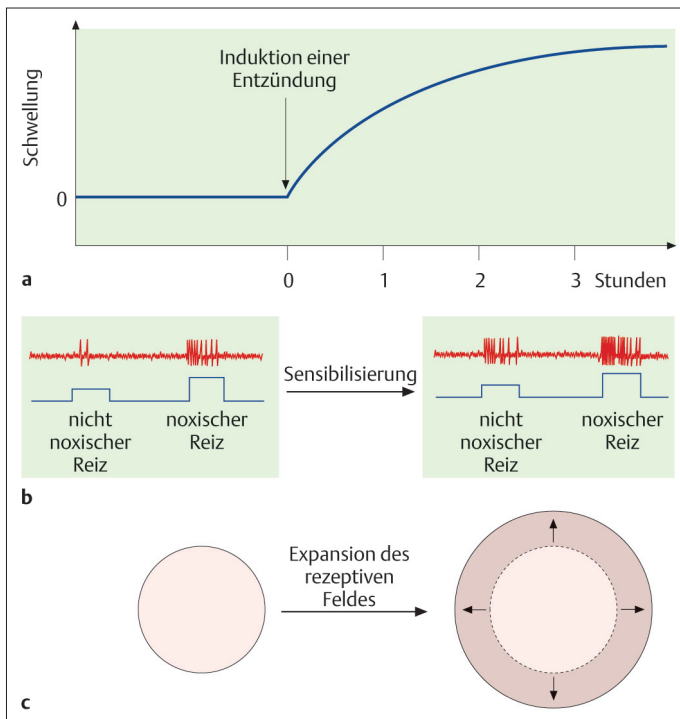 Schwellung
Induktion einer
Entzündung
0
0 1 2 3 Stunden
a
nicht
noxischer
Reiz
noxischer
Reiz
Sensibilisierung
nicht
noxischer
Reiz
noxischer
Reiz
b
Expansion des
rezeptiven
Feldes
c